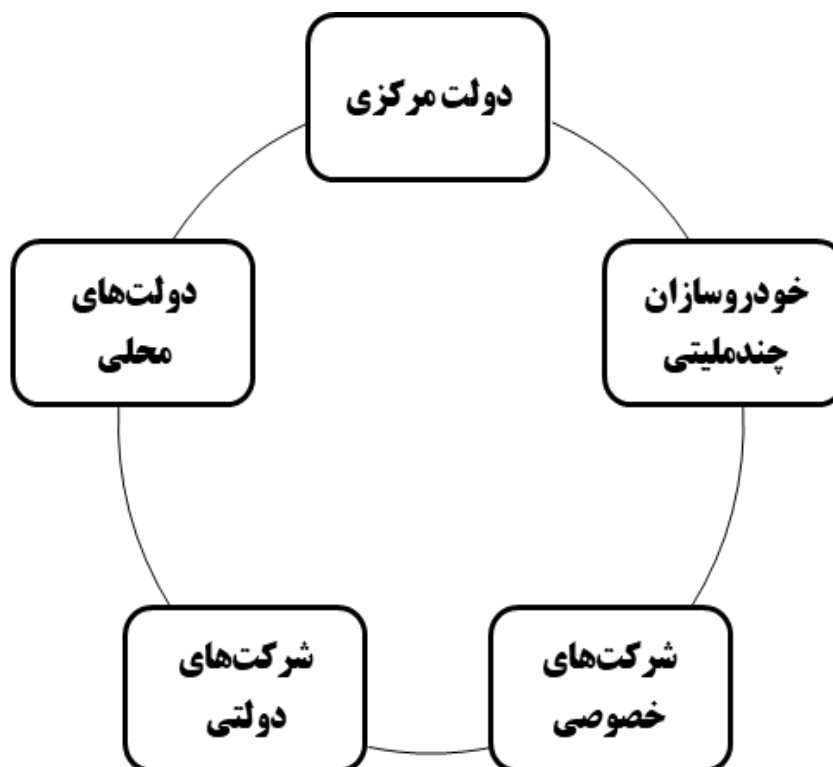 دولت مرکزی
خودروسازان
چندملیتی
شرکت‌های
خصوصی
شرکت‌های
دولتی
دولت‌های
محلی